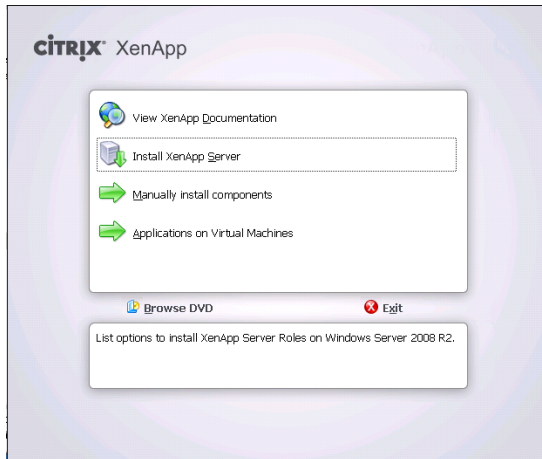 CITRIX® XenApp
View XenApp Documentation
Install XenApp Server
Manually install components
Applications on Virtual Machines
Browse DVD
Exit
List options to install XenApp Server Roles on Windows Server 2008 R2.